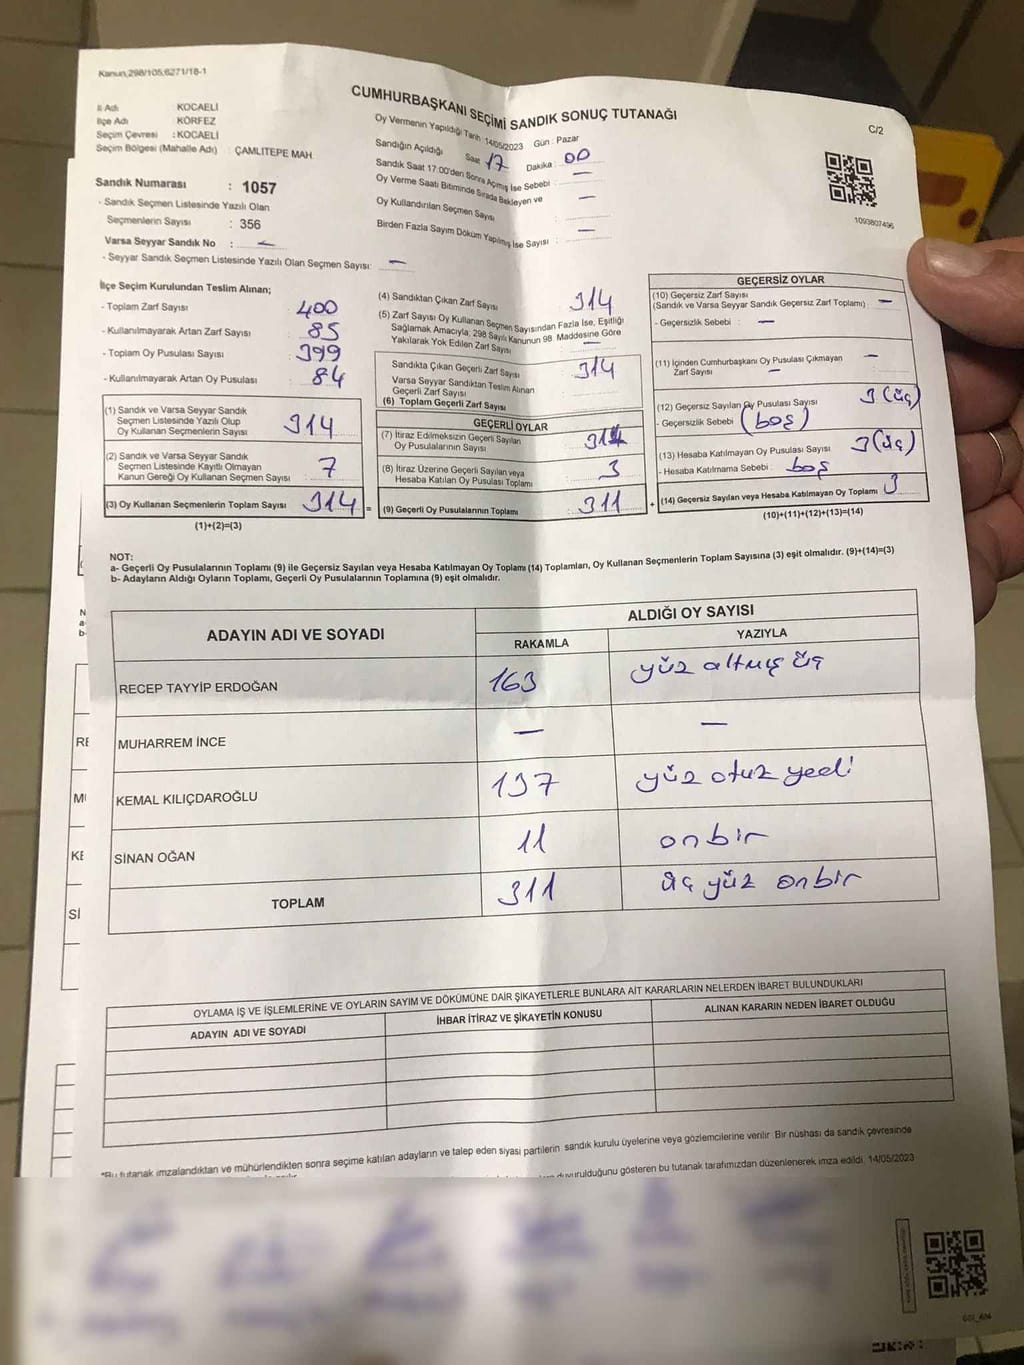 Kanun,298/105,6271/18-1
CUMHURBAŞKANI SEÇİMİ SANDIK SONUÇ TUTANAĞI
C/2
İl Adı KOCAELİ
İlçe Adı KÖRFEZ
Seçim Çevresi : KOCAELİ
Seçim Bölgesi (Mahalle Adı) : ÇAMLITEPE MAH.
Oy Vermenin Yapıldığı Tarih 14/05/2023 Gün : Pazar
Sandığın Açıldığı Saat 17 Dakika : 00
Sandık Saat 17:00'den Sonra Açmış İse Sebebi : —
Oy Verme Saati Bitiminde Sırada Bekleyen ve
Oy Kullandırılan Seçmen Sayısı : —
Birden Fazla Sayım Döküm Yapılmış İse Sayısı : —
1093807496
Sandık Numarası : 1057
- Sandık Seçmen Listesinde Yazılı Olan
Seçmenlerin Sayısı : 356
Varsa Seyyar Sandık No : —
- Seyyar Sandık Seçmen Listesinde Yazılı Olan Seçmen Sayısı: —
İlçe Seçim Kurulundan Teslim Alınan;
- Toplam Zarf Sayısı : 400
- Kullanılmayarak Artan Zarf Sayısı : 85
- Toplam Oy Pusulası Sayısı : 399
- Kullanılmayarak Artan Oy Pusulası : 84
(1) Sandık ve Varsa Seyyar Sandık
Seçmen Listesinde Yazılı Olup
Oy Kullanan Seçmenlerin Sayısı : 314
(2) Sandık ve Varsa Seyyar Sandık
Seçmen Listesinde Kayıtlı Olmayan
Kanun Gereği Oy Kullanan Seçmen Sayısı : 7
(3) Oy Kullanan Seçmenlerin Toplam Sayısı 314 =
(1)+(2)=(3)
(4) Sandıktan Çıkan Zarf Sayısı 314
(5) Zarf Sayısı Oy Kullanan Seçmen Sayısından Fazla İse, Eşitliği
Sağlamak Amacıyla, 298 Sayılı Kanunun 98. Maddesine Göre
Yakılarak Yok Edilen Zarf Sayısı : —
Sandıkta Çıkan Geçerli Zarf Sayısı : 314
Varsa Seyyar Sandıktan Teslim Alınan
Geçerli Zarf Sayısı
(6) Toplam Geçerli Zarf Sayısı
GEÇERLİ OYLAR
(7) İtiraz Edilmeksizin Geçerli Sayılan
Oy Pusulalarının Sayısı :
(8) İtiraz Üzerine Geçerli Sayılan veya
Hesaba Katılan Oy Pusulası Toplamı 3
(9) Geçerli Oy Pusulalarının Toplamı 311 +
GEÇERSİZ OYLAR
(10) Geçersiz Zarf Sayısı
(Sandık ve Varsa Seyyar Sandık Geçersiz Zarf Toplamı) : —
- Geçersizlik Sebebi : —
(11) İçinden Cumhurbaşkanı Oy Pusulası Çıkmayan
Zarf Sayısı —
(12) Geçersiz Sayılan Oy Pusulası Sayısı 3 (üç)
- Geçersizlik Sebebi (boş)
(13) Hesaba Katılmayan Oy Pusulası Sayısı 3 (üç)
- Hesaba Katılmama Sebebi : boş
(14) Geçersiz Sayılan veya Hesaba Katılmayan Oy Toplamı 3
(10)+(11)+(12)+(13)=(14)
NOT:
a- Geçerli Oy Pusulalarının Toplamı (9) ile Geçersiz Sayılan veya Hesaba Katılmayan Oy Toplamı (14) Toplamları, Oy Kullanan Seçmenlerin Toplam Sayısına (3) eşit olmalıdır. (9)+(14)=(3)
b- Adayların Aldığı Oyların Toplamı, Geçerli Oy Pusulalarının Toplamına (9) eşit olmalıdır.
ADAYIN ADI VE SOYADI ALDIĞI OY SAYISI
RAKAMLA YAZIYLA
RECEP TAYYİP ERDOĞAN 163 yüz altmış üç
MUHARREM İNCE — —
KEMAL KILIÇDAROĞLU 137 yüz otuz yedi
SİNAN OĞAN 11 onbir
TOPLAM 311 üç yüz onbir
OYLAMA İŞ VE İŞLEMLERİNE VE OYLARIN SAYIM VE DÖKÜMÜNE DAİR ŞİKAYETLERLE BUNLARA AİT KARARLARIN NELERDEN İBARET BULUNDUKLARI
ADAYIN ADI VE SOYADI İHBAR İTİRAZ VE ŞİKAYETİN KONUSU ALINAN KARARIN NEDEN İBARET OLDUĞU
*Bu tutanak imzalandıktan ve mühürlendikten sonra seçime katılan adayların ve talep eden siyasi partilerin sandık kurulu üyelerine veya gözlemcilerine verilir. Bir nüshası da sandık çevresinde
duyurulduğunu gösteren bu tutanak tarafımızdan düzenlenerek imza edildi. 14/05/2023